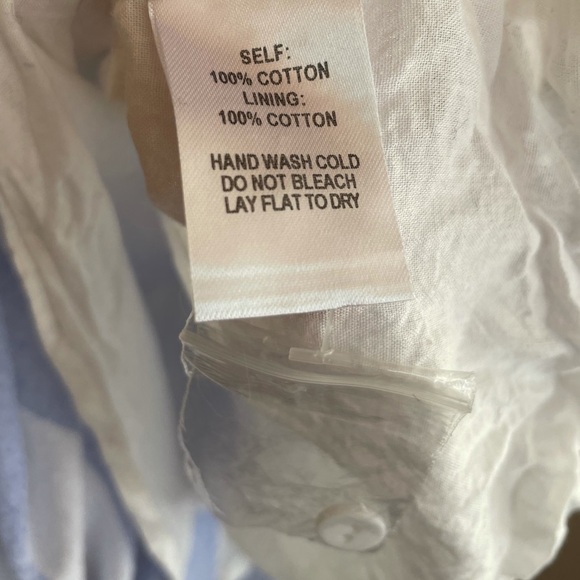 SELF:
100% COTTON
LINING:
100% COTTON
HAND WASH COLD
DO NOT BLEACH
LAY FLAT TO DRY